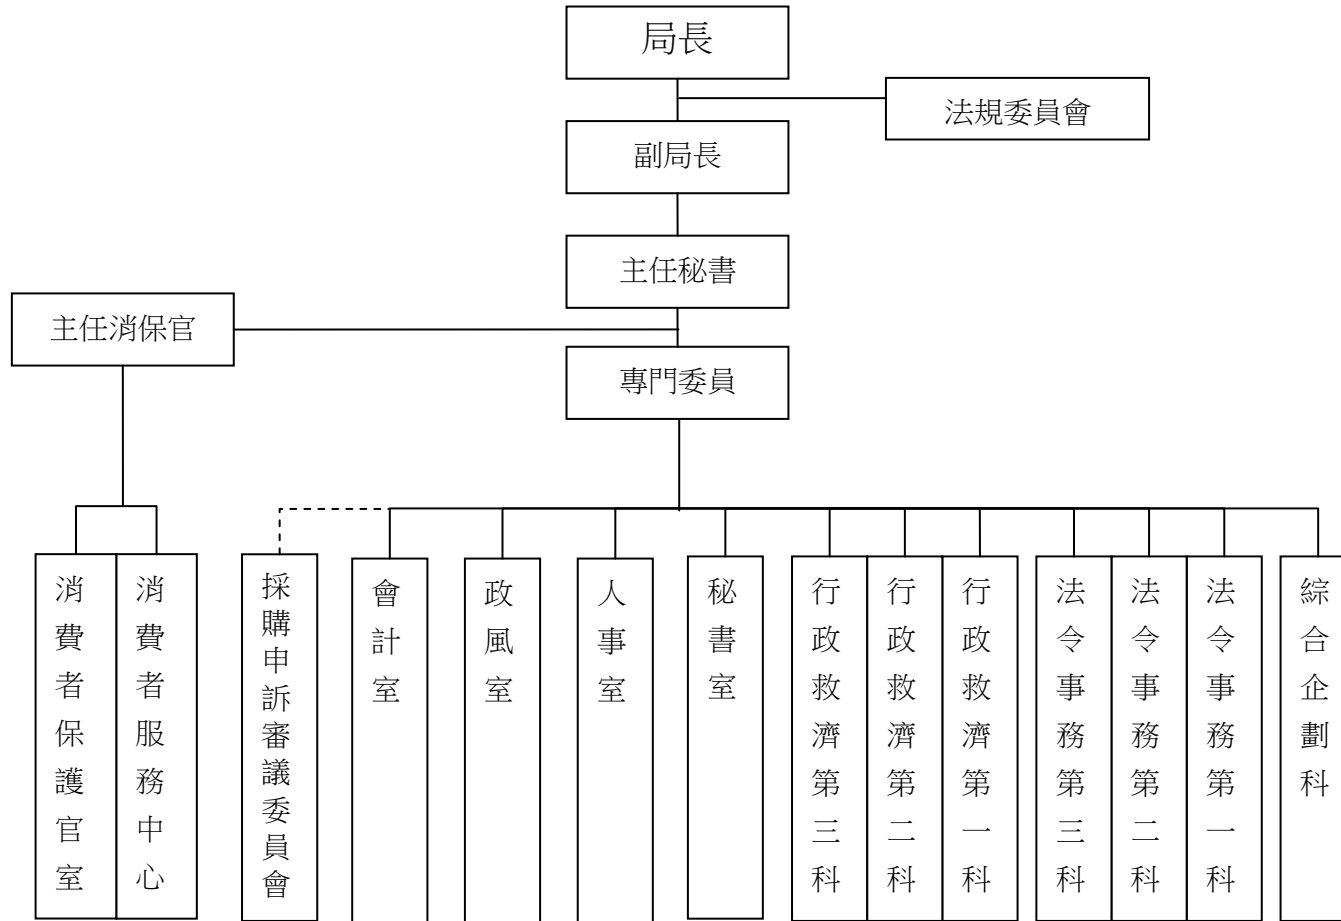 局長
法規委員會
副局長
主任秘書
主任消保官
專門委員
消費者保護官室
消費者服務中心
採購申訴審議委員會
會計室
政風室
人事室
秘書室
行政救濟第三科
行政救濟第二科
行政救濟第一科
法令事務第三科
法令事務第二科
法令事務第一科
綜合企劃科